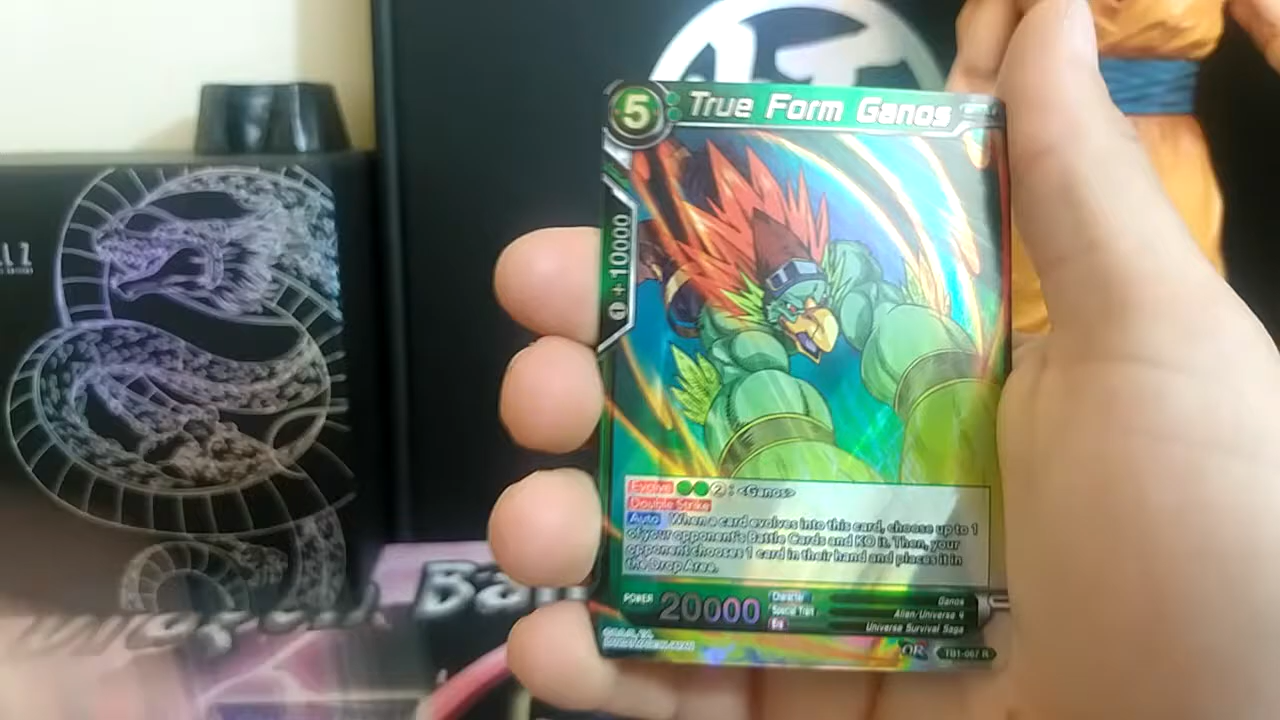 5 True Form Ganos
+10000
Evolve 2 : <Ganos>
Double Strike
Auto When a card evolves into this card, choose up to 1
of your opponent's Battle Cards and KO it. Then, your
opponent chooses 1 card in their hand and places it in
the Drop Area.
POWER 20000
Character Ganos
Special Trait Alien/Universe 4
Era Universe Survival Saga
TB1-067 R